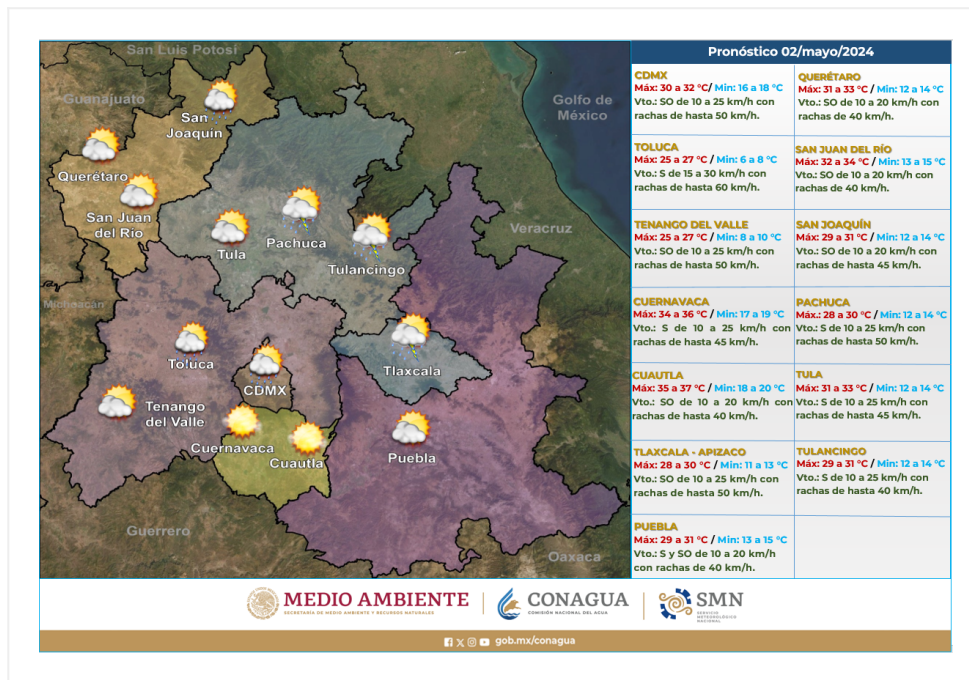 San Luis Potosí
Guanajuato
Golfo de
México
San
Joaquin
Querétaro
San Juan
del Río
Veracruz
Pachuca
Tula
Tulancingo
Michoacán
Toluca
Tlaxcala
CDMX
Tenango
del Valle
Cuernavaca
Cuautla
Puebla
Guerrero
Oaxaca
Pronóstico 02/mayo/2024
CDMX
Máx: 30 a 32 °C/ Min: 16 a 18 °C
Vto.: SO de 10 a 25 km/h con
rachas de hasta 50 km/h.
QUERÉTARO
Máx: 31 a 33 °C/ Min: 12 a 14 °C
Vto.: SO de 10 a 20 km/h con
rachas de 40 km/h.
TOLUCA
Máx: 25 a 27 °C / Min: 6 a 8 °C
Vto.: S de 15 a 30 km/h con
rachas de hasta 60 km/h.
SAN JUAN DEL RÍO
Máx: 32 a 34 °C/ Min: 13 a 15 °C
Vto.: SO de 10 a 20 km/h con
rachas de 40 km/h.
TENANGO DEL VALLE
Máx: 25 a 27 °C / Min: 8 a 10 °C
Vto.: SO de 10 a 25 km/h con
rachas de hasta 50 km/h.
SAN JOAQUÍN
Máx: 29 a 31 °C / Min: 12 a 14°C
Vto.: SO de 10 a 20 km/h con
rachas de hasta 45 km/h.
CUERNAVACA
Máx: 34 a 36 °C / Min: 17 a 19 °C
Vto.: S de 10 a 25 km/h con
rachas de hasta 45 km/h.
PACHUCA
Máx.: 28 a 30 °C / Min: 12 a 14 °C
Vto.: S de 10 a 25 km/h con
rachas de hasta 50 km/h.
CUAUTLA
Máx: 35 a 37 °C / Min: 18 a 20 °C
Vto.: SO de 10 a 20 km/h con
rachas de hasta 40 km/h.
TULA
Máx: 31 a 33 °C / Min: 12 a 14 °C
Vto.: S de 10 a 25 km/h con
rachas de hasta 45 km/h.
TLAXCALA - APIZACO
Máx: 28 a 30 °C / Min: 11 a 13 °C
Vto.: SO de 10 a 25 km/h con
rachas de hasta 50 km/h.
TULANCINGO
Máx: 29 a 31 °C / Min: 12 a 14 °C
Vto.: S de 10 a 25 km/h con
rachas de hasta 40 km/h.
PUEBLA
Máx: 29 a 31 °C / Min: 13 a 15 °C
Vto.: S y SO de 10 a 20 km/h
con rachas de 40 km/h.
MEDIO AMBIENTE
SECRETARÍA DE MEDIO AMBIENTE Y RECURSOS NATURALES
CONAGUA
COMISIÓN NACIONAL DEL AGUA
SMN
SERVICIO
METEOROLÓGICO
NACIONAL
gob.mx/conagua